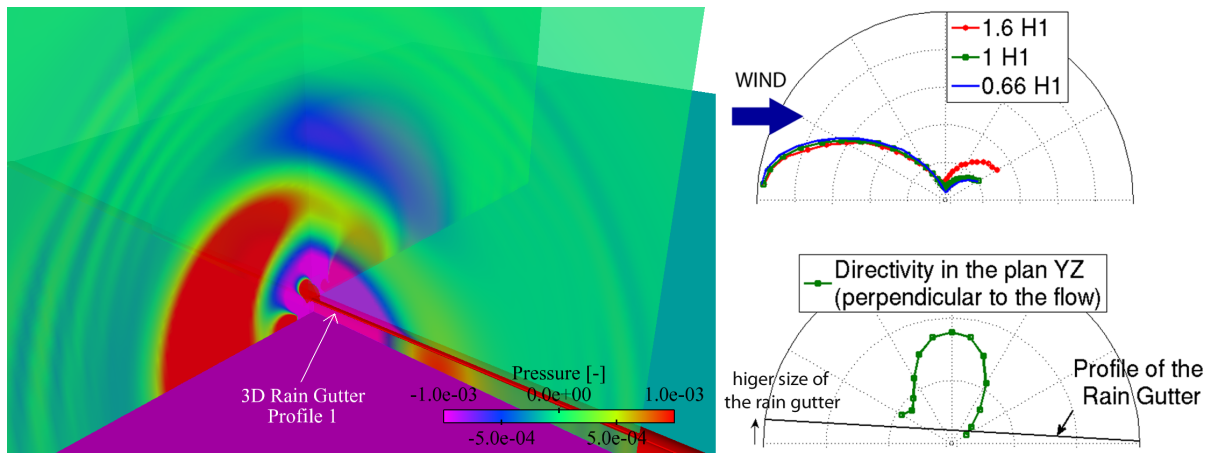 3D Rain Gutter
Profile 1
Pressure [-]
-1.0e-03 0.0e+00 1.0e-03
-5.0e-04 5.0e-04
WIND
1.6 H1
1 H1
0.66 H1
Directivity in the plan YZ
(perpendicular to the flow)
higer size of
the rain gutter
Profile of the
Rain Gutter